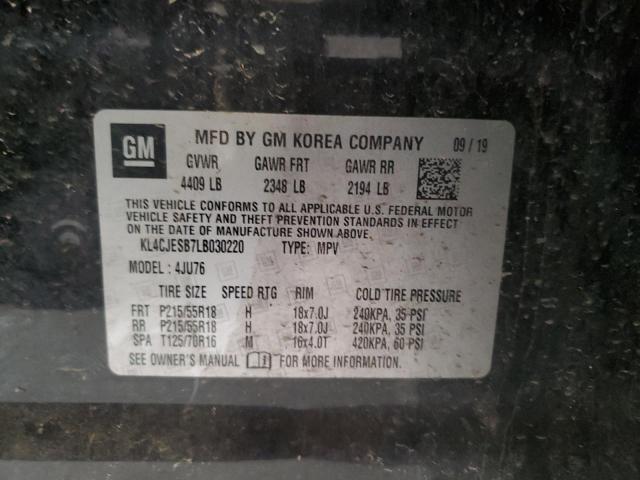 GM MFD BY GM KOREA COMPANY 09 / 19
GVWR GAWR FRT GAWR RR
4409 LB 2348 LB 2194 LB
THIS VEHICLE CONFORMS TO ALL APPLICABLE U.S. FEDERAL MOTOR
VEHICLE SAFETY AND THEFT PREVENTION STANDARDS IN EFFECT
ON THE DATE OF MANUFACTURE SHOWN ABOVE.
KL4CJESB7LB030220 TYPE: MPV
MODEL: 4JU76
TIRE SIZE SPEED RTG RIM COLD TIRE PRESSURE
FRT P215/55R18 H 18x7.0J 240KPA, 35 PSI
RR P215/55R18 H 18x7.0J 240KPA, 35 PSI
SPA T125/70R16 M 16x4.0T 420KPA, 60 PSI
SEE OWNER'S MANUAL FOR MORE INFORMATION.